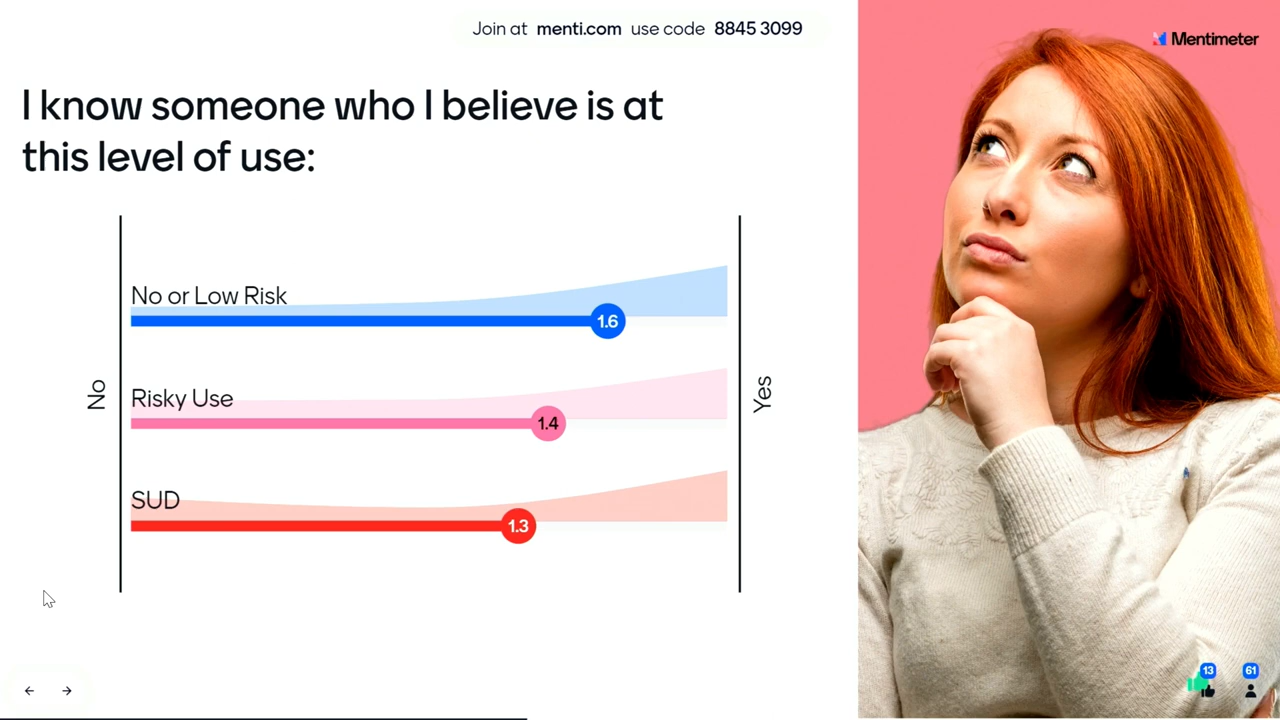 Join at menti.com use code 8845 3099
Mentimeter
I know someone who I believe is at
this level of use:
No or Low Risk
1.6
No
Yes
Risky Use
1.4
SUD
1.3
13
61